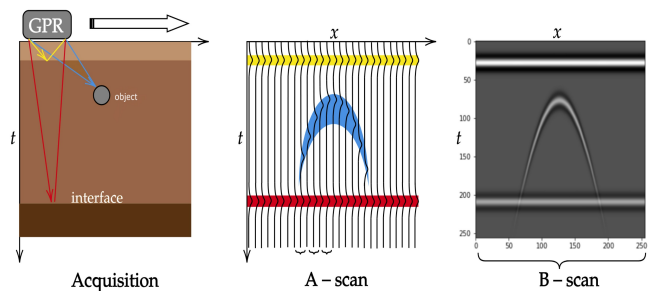 GPR
x
x
t
object
interface
t
t
0
50
100
150
200
250
0
50
100
150
200
250
Acquisition
A – scan
B – scan